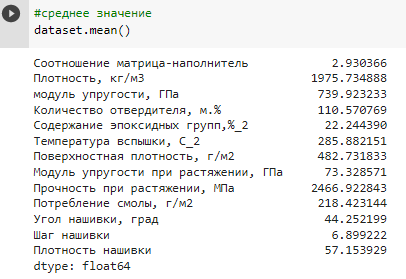 #среднее значение
dataset.mean()
Соотношение матрица-наполнитель 2.930366
Плотность, кг/м3 1975.734888
модуль упругости, ГПа 739.923233
Количество отвердителя, м.% 110.570769
Содержание эпоксидных групп,%_2 22.244390
Температура вспышки, С_2 285.882151
Поверхностная плотность, г/м2 482.731833
Модуль упругости при растяжении, ГПа 73.328571
Прочность при растяжении, МПа 2466.922843
Потребление смолы, г/м2 218.423144
Угол нашивки, град 44.252199
Шаг нашивки 6.899222
Плотность нашивки 57.153929
dtype: float64